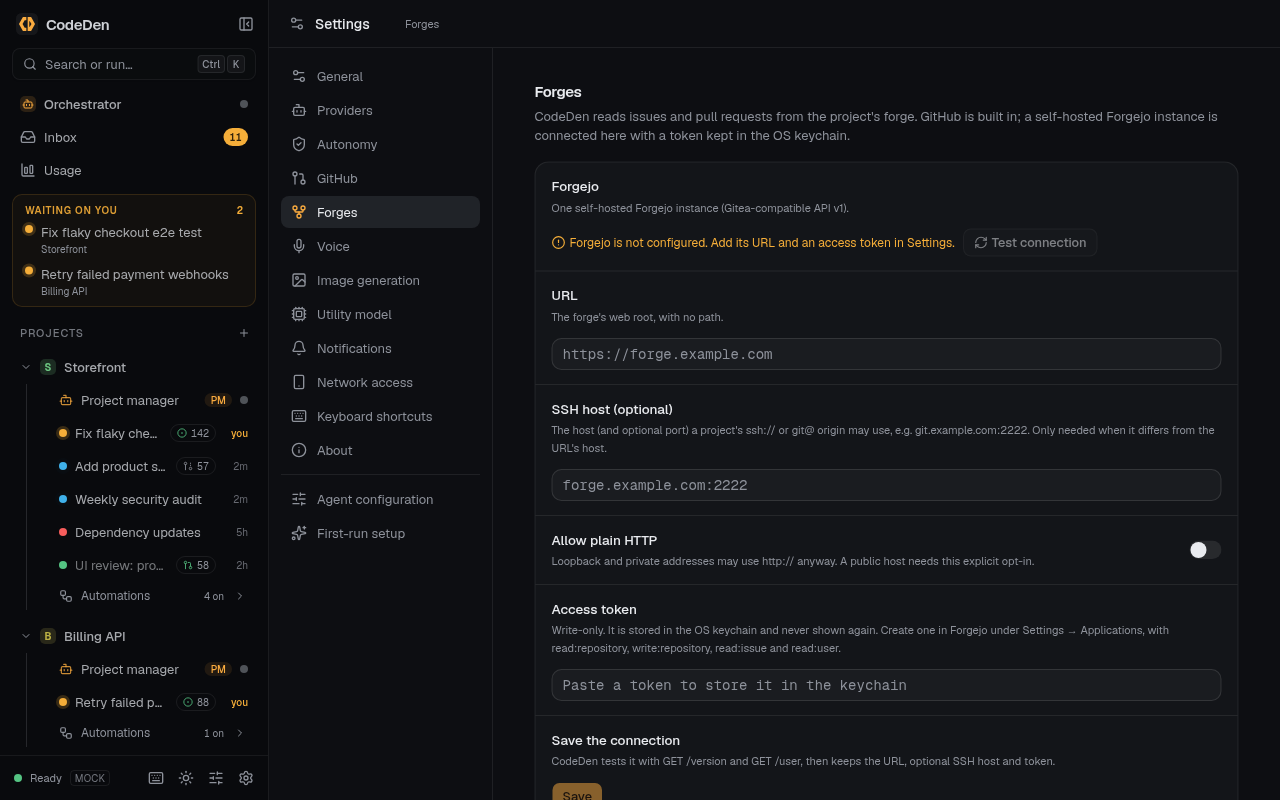 CodeDen
Search or run…
Ctrl K
Orchestrator
Inbox
11
Usage
WAITING ON YOU
2
Fix flaky checkout e2e test
Storefront
Retry failed payment webhooks
Billing API
PROJECTS
S
Storefront
Project manager
PM
Fix flaky che…
142
you
Add product s…
57
2m
Weekly security audit
2m
Dependency updates
5h
UI review: pro…
58
2h
Automations
4 on
B
Billing API
Project manager
PM
Retry failed p…
88
you
Automations
1 on
Ready
MOCK
Settings
Forges
General
Providers
Autonomy
GitHub
Forges
Voice
Image generation
Utility model
Notifications
Network access
Keyboard shortcuts
About
Agent configuration
First-run setup
Forges
CodeDen reads issues and pull requests from the project's forge. GitHub is built in; a self-hosted Forgejo instance is
connected here with a token kept in the OS keychain.
Forgejo
One self-hosted Forgejo instance (Gitea-compatible API v1).
Forgejo is not configured. Add its URL and an access token in Settings.
Test connection
URL
The forge's web root, with no path.
https://forge.example.com
SSH host (optional)
The host (and optional port) a project's ssh:// or git@ origin may use, e.g. git.example.com:2222. Only needed when it differs from the
URL's host.
forge.example.com:2222
Allow plain HTTP
Loopback and private addresses may use http:// anyway. A public host needs this explicit opt-in.
Access token
Write-only. It is stored in the OS keychain and never shown again. Create one in Forgejo under Settings → Applications, with
read:repository, write:repository, read:issue and read:user.
Paste a token to store it in the keychain
Save the connection
CodeDen tests it with GET /version and GET /user, then keeps the URL, optional SSH host and token.
Save